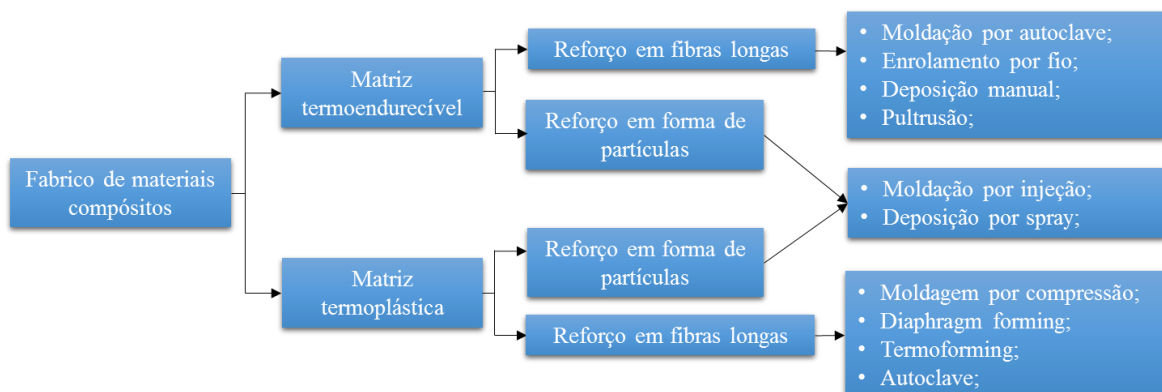 Fabrico de materiais
compósitos
Matriz
termoendurecível
Reforço em fibras longas
• Moldação por autoclave;
• Enrolamento por fio;
• Deposição manual;
• Pultrusão;
Reforço em forma de
partículas
• Moldação por injeção;
• Deposição por spray;
Matriz
termoplástica
Reforço em forma de
partículas
Reforço em fibras longas
• Moldagem por compressão;
• Diaphragm forming;
• Termoforming;
• Autoclave;